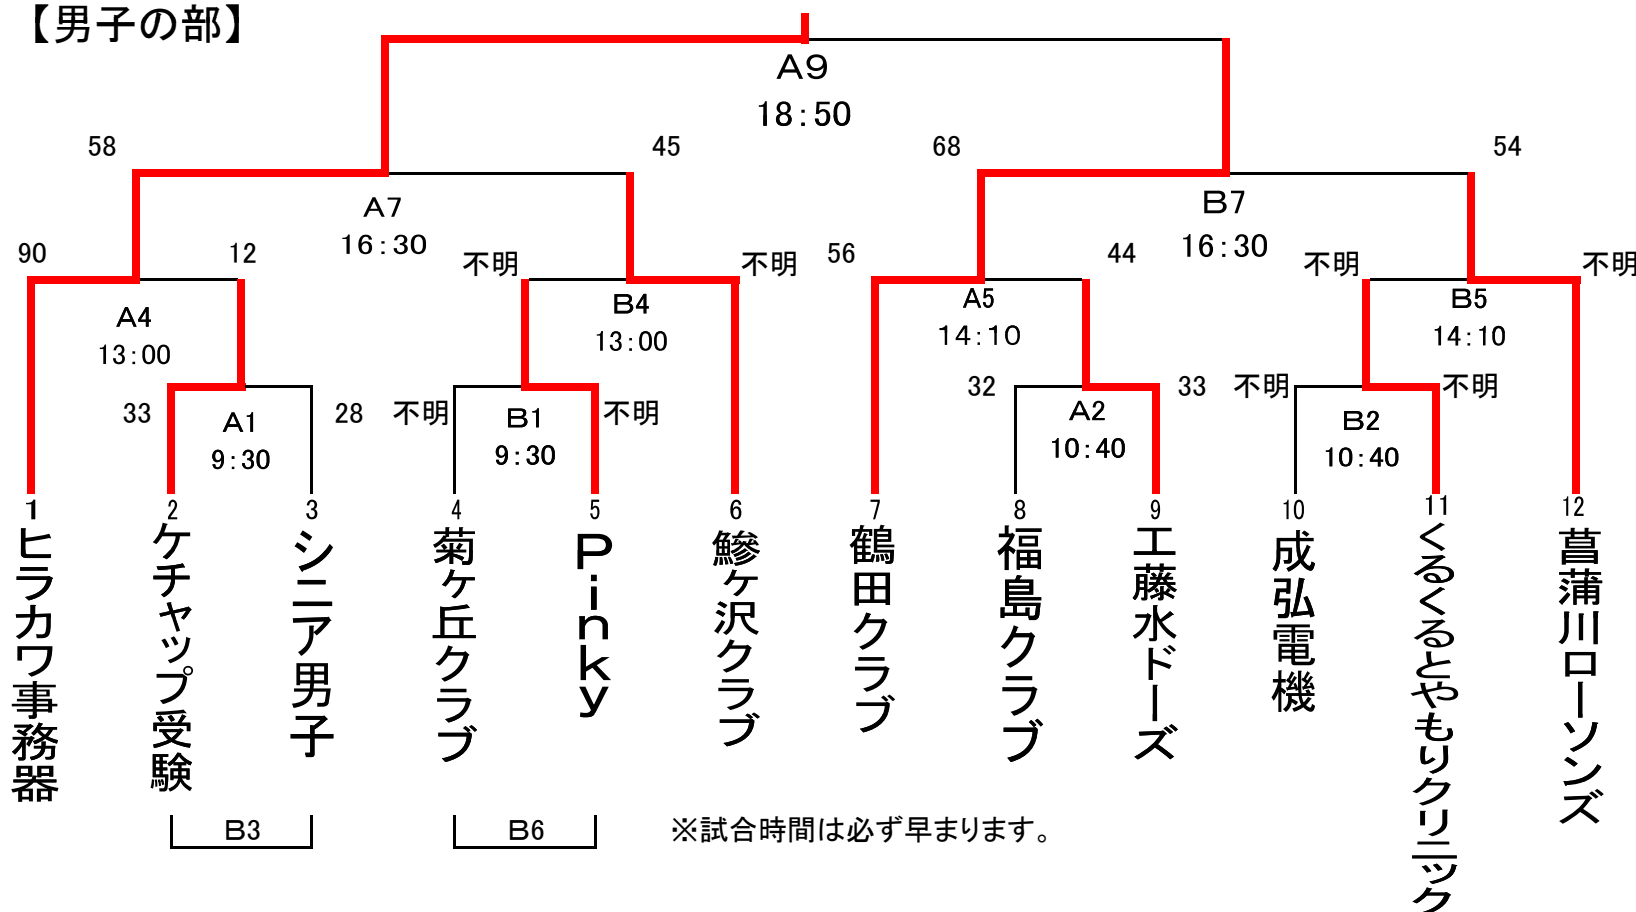 【男子の部】
A9
18:50
58
45
68
54
A7
16:30
B7
16:30
90
12
不明
不明
56
44
不明
不明
A4
13:00
B4
13:00
A5
14:10
B5
14:10
33
28
不明
不明
32
33
不明
不明
A1
9:30
B1
9:30
A2
10:40
B2
10:40
1
2
3
4
5
6
7
8
9
10
11
12
ヒラカワ事務器
ケチャップ受験
シニア男子
菊ヶ丘クラブ
Pinky
鰺ヶ沢クラブ
鶴田クラブ
福島クラブ
工藤水ドーズ
成弘電機
くるくるとやもりクリニック
菖蒲川ローソンズ
B3
B6
※試合時間は必ず早まります。